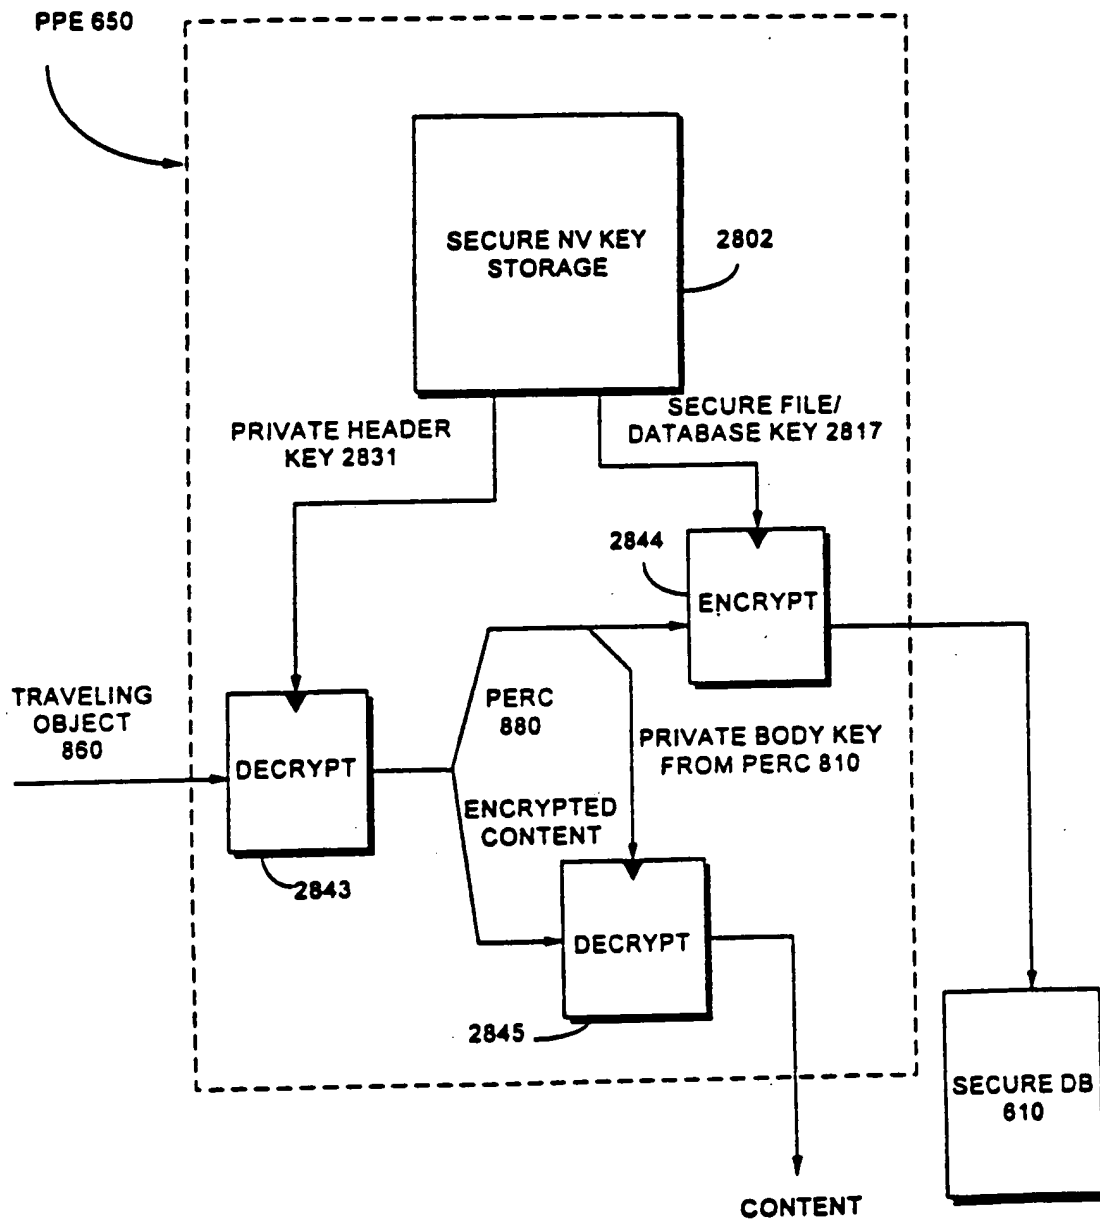 PPE 650
SECURE NV KEY
STORAGE
2802
PRIVATE HEADER
KEY 2831
SECURE FILE/
DATABASE KEY 2817
2844
ENCRYPT
TRAVELING
OBJECT
860
DECRYPT
PERC
880
PRIVATE BODY KEY
FROM PERC 810
ENCRYPTED
CONTENT
2843
DECRYPT
2845
SECURE DB
610
CONTENT